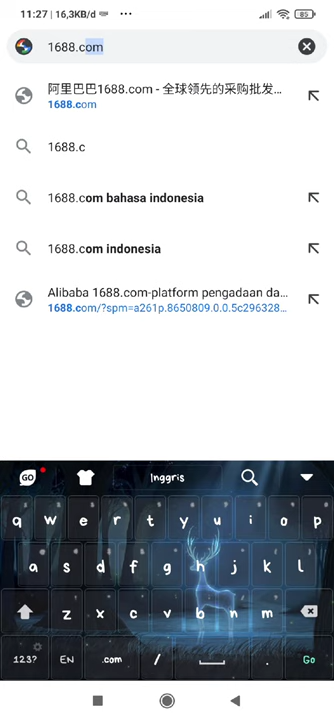 11:27 | 16,3KB/d ··· 85
1688.com
阿里巴巴1688.com - 全球领先的采购批发...
1688.com
1688.c
1688.com bahasa indonesia
1688.com indonesia
Alibaba 1688.com-platform pengadaan da...
1688.com/?spm=a261p.8650809.0.0.5c296328...
GO Inggris
q w e r t y u i o p
a s d f g h j k l
z x c v b n m
123? EN .com / . Go